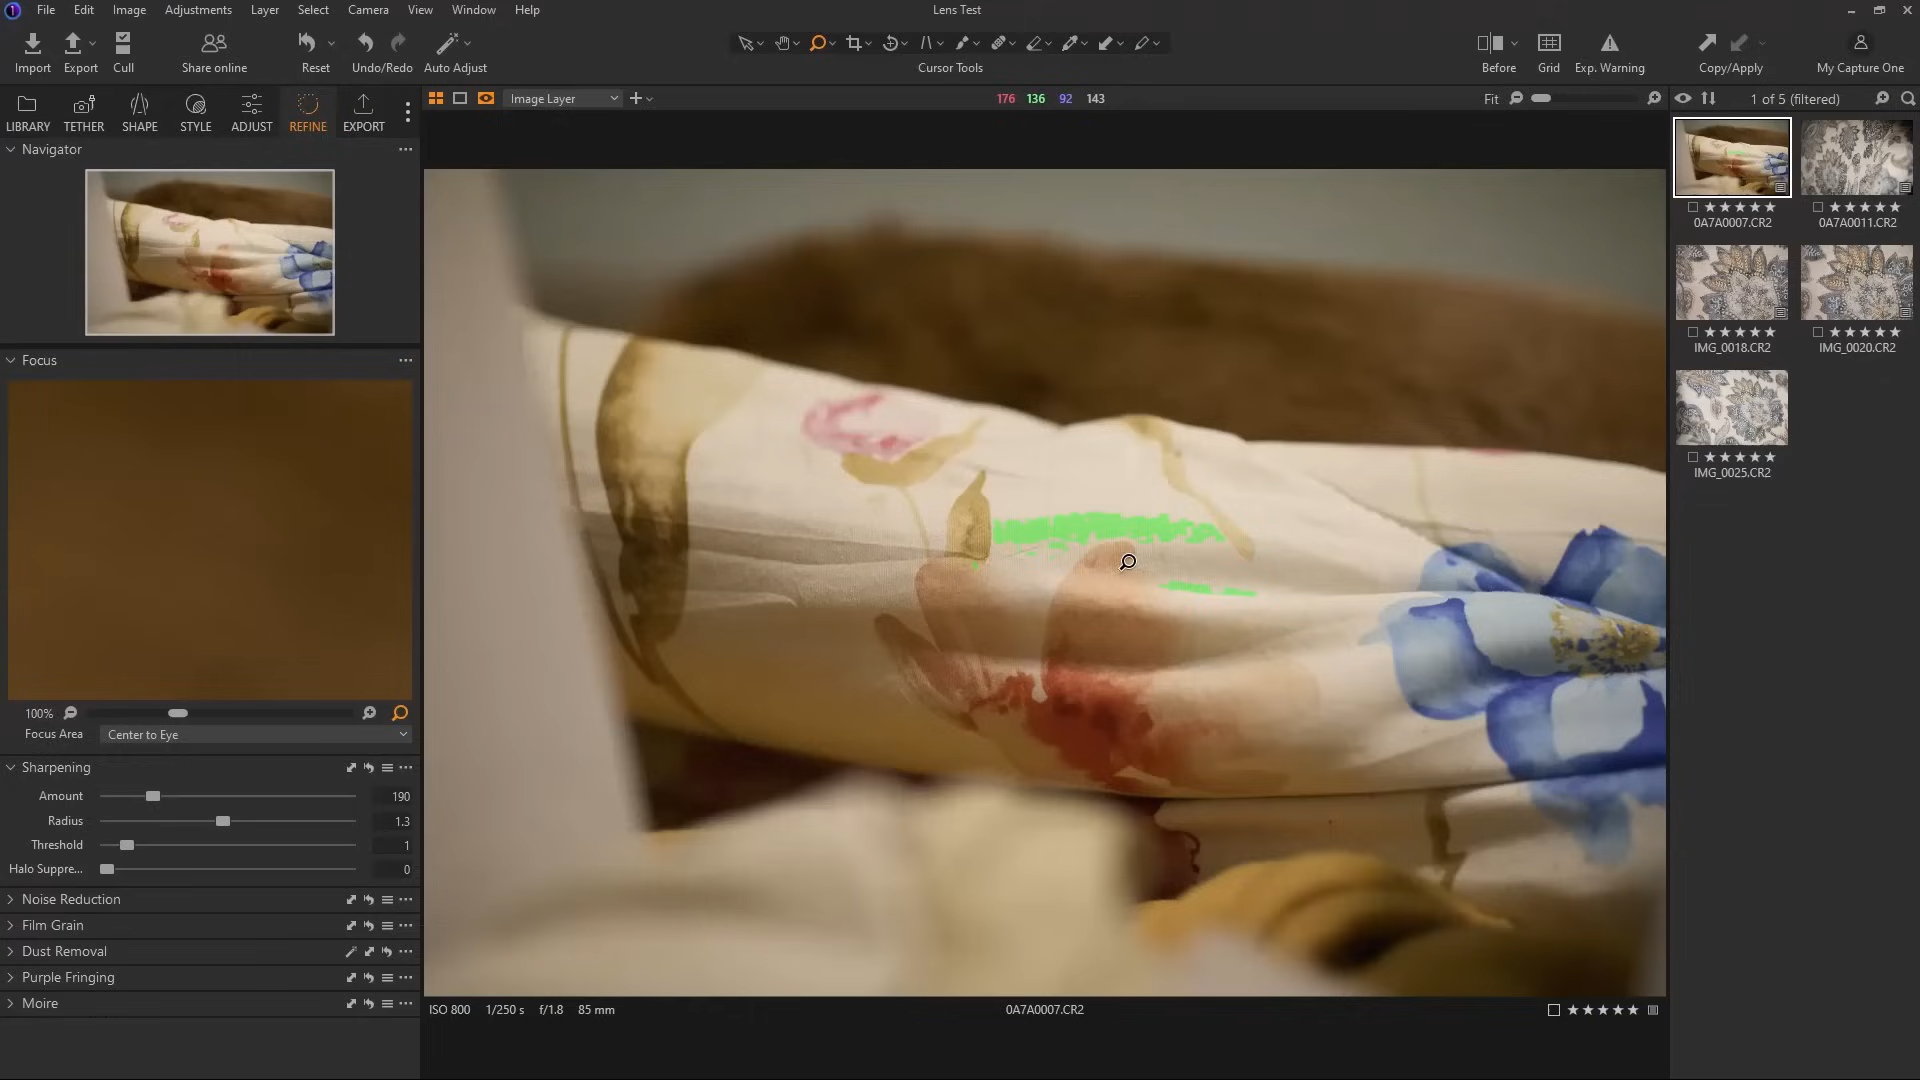 File Edit Image Adjustments Layer Select Camera View Window Help
Lens Test
Import Export Cull Share online Reset Undo/Redo Auto Adjust Cursor Tools Before Grid Exp. Warning Copy/Apply My Capture One
LIBRARY TETHER SHAPE STYLE ADJUST REFINE EXPORT
Image Layer
176 136 92 143
Fit
1 of 5 (filtered)
Navigator
Focus
100%
Focus Area Center to Eye
Sharpening
Amount 190
Radius 1.3
Threshold 1
Halo Suppre... 0
Noise Reduction
Film Grain
Dust Removal
Purple Fringing
Moire
ISO 800 1/250 s f/1.8 85 mm
0A7A0007.CR2
0A7A0007.CR2 0A7A0011.CR2
IMG_0018.CR2 IMG_0020.CR2
IMG_0025.CR2